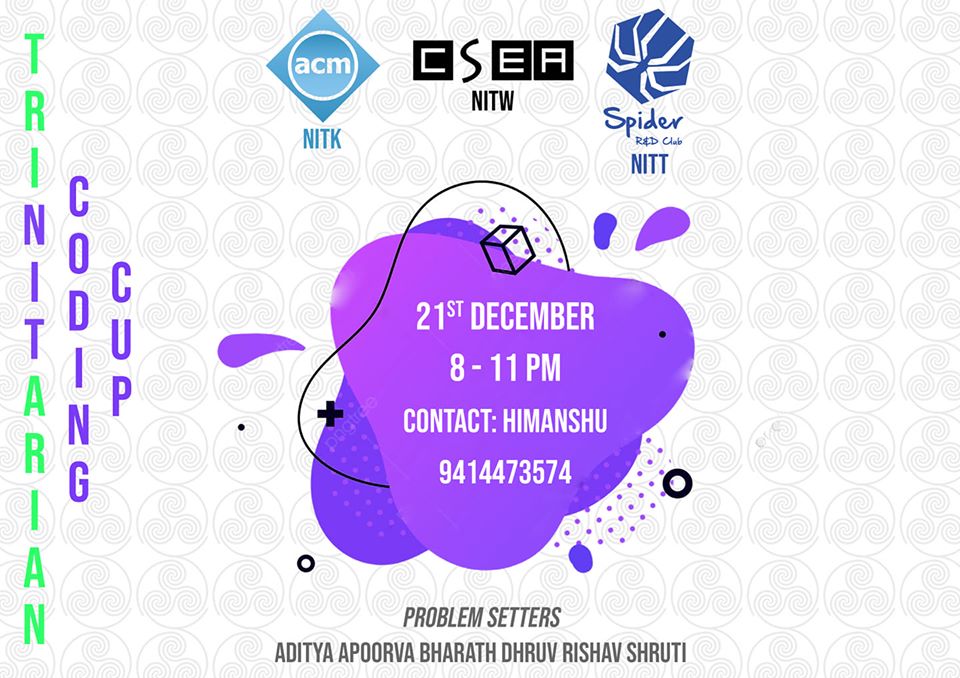 TRINITARIAN
CODING
CUP
acm
NITK
CSEA
NITW
Spider
R&D Club
NITT
21ST DECEMBER
8 - 11 PM
CONTACT: HIMANSHU
9414473574
pngtree
PROBLEM SETTERS
ADITYA APOORVA BHARATH DHRUV RISHAV SHRUTI